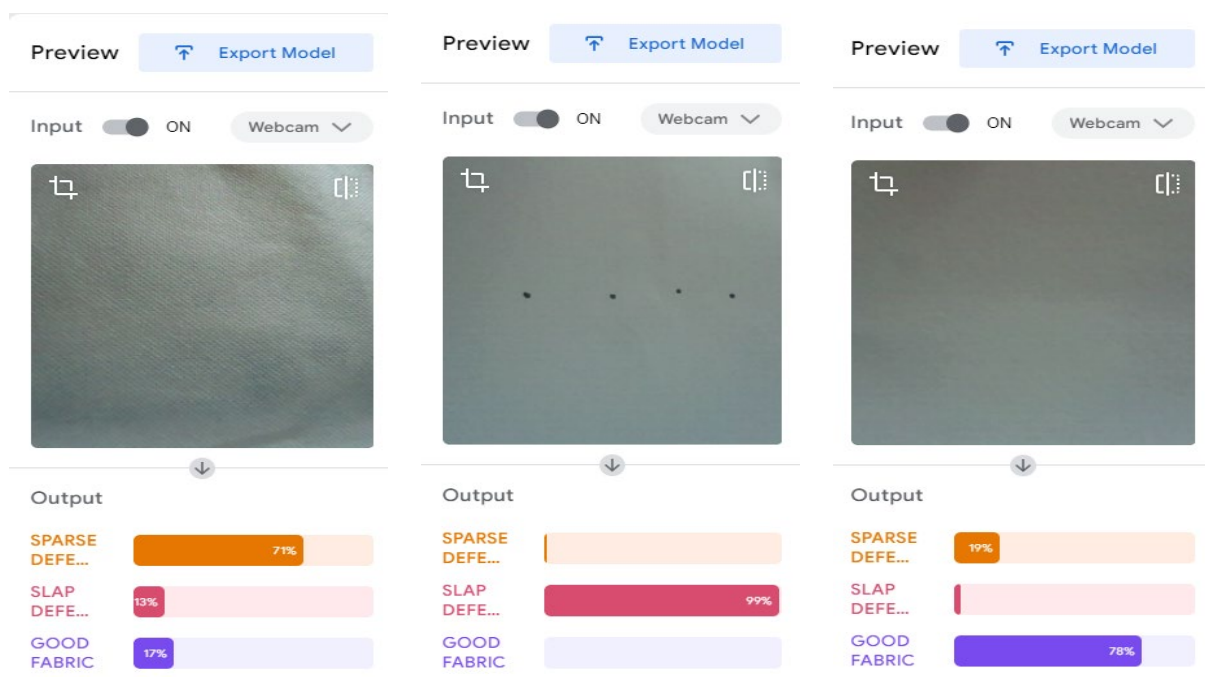 Preview
Export Model
Input
ON
Webcam
Output
SPARSE
DEFE...
71%
SLAP
DEFE...
13%
GOOD
FABRIC
17%
Preview
Export Model
Input
ON
Webcam
Output
SPARSE
DEFE...
SLAP
DEFE...
99%
GOOD
FABRIC
Preview
Export Model
Input
ON
Webcam
Output
SPARSE
DEFE...
19%
SLAP
DEFE...
GOOD
FABRIC
78%